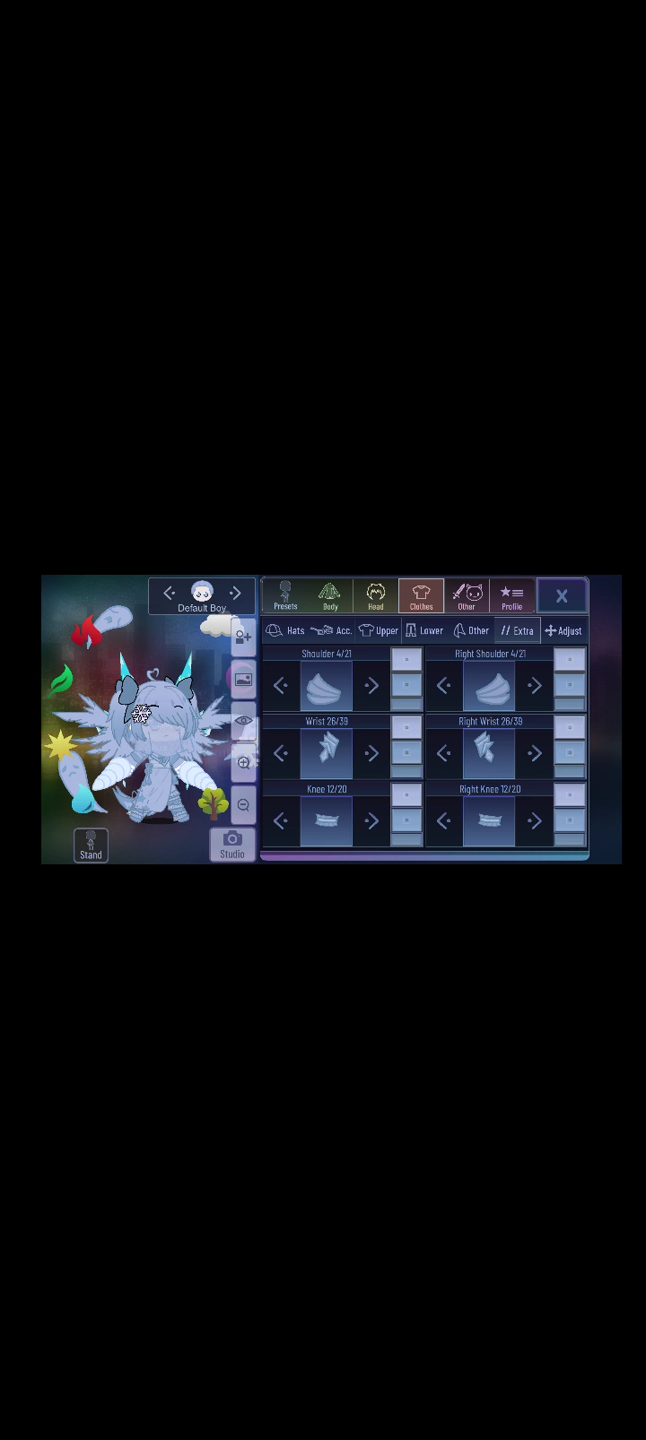 Default Boy
Presets Body Head Clothes Other Profile X
Hats Acc. Upper Lower Other Extra Adjust
Shoulder 4/21 Right Shoulder 4/21
Wrist 26/39 Right Wrist 26/39
Knee 12/20 Right Knee 12/20
Stand Studio